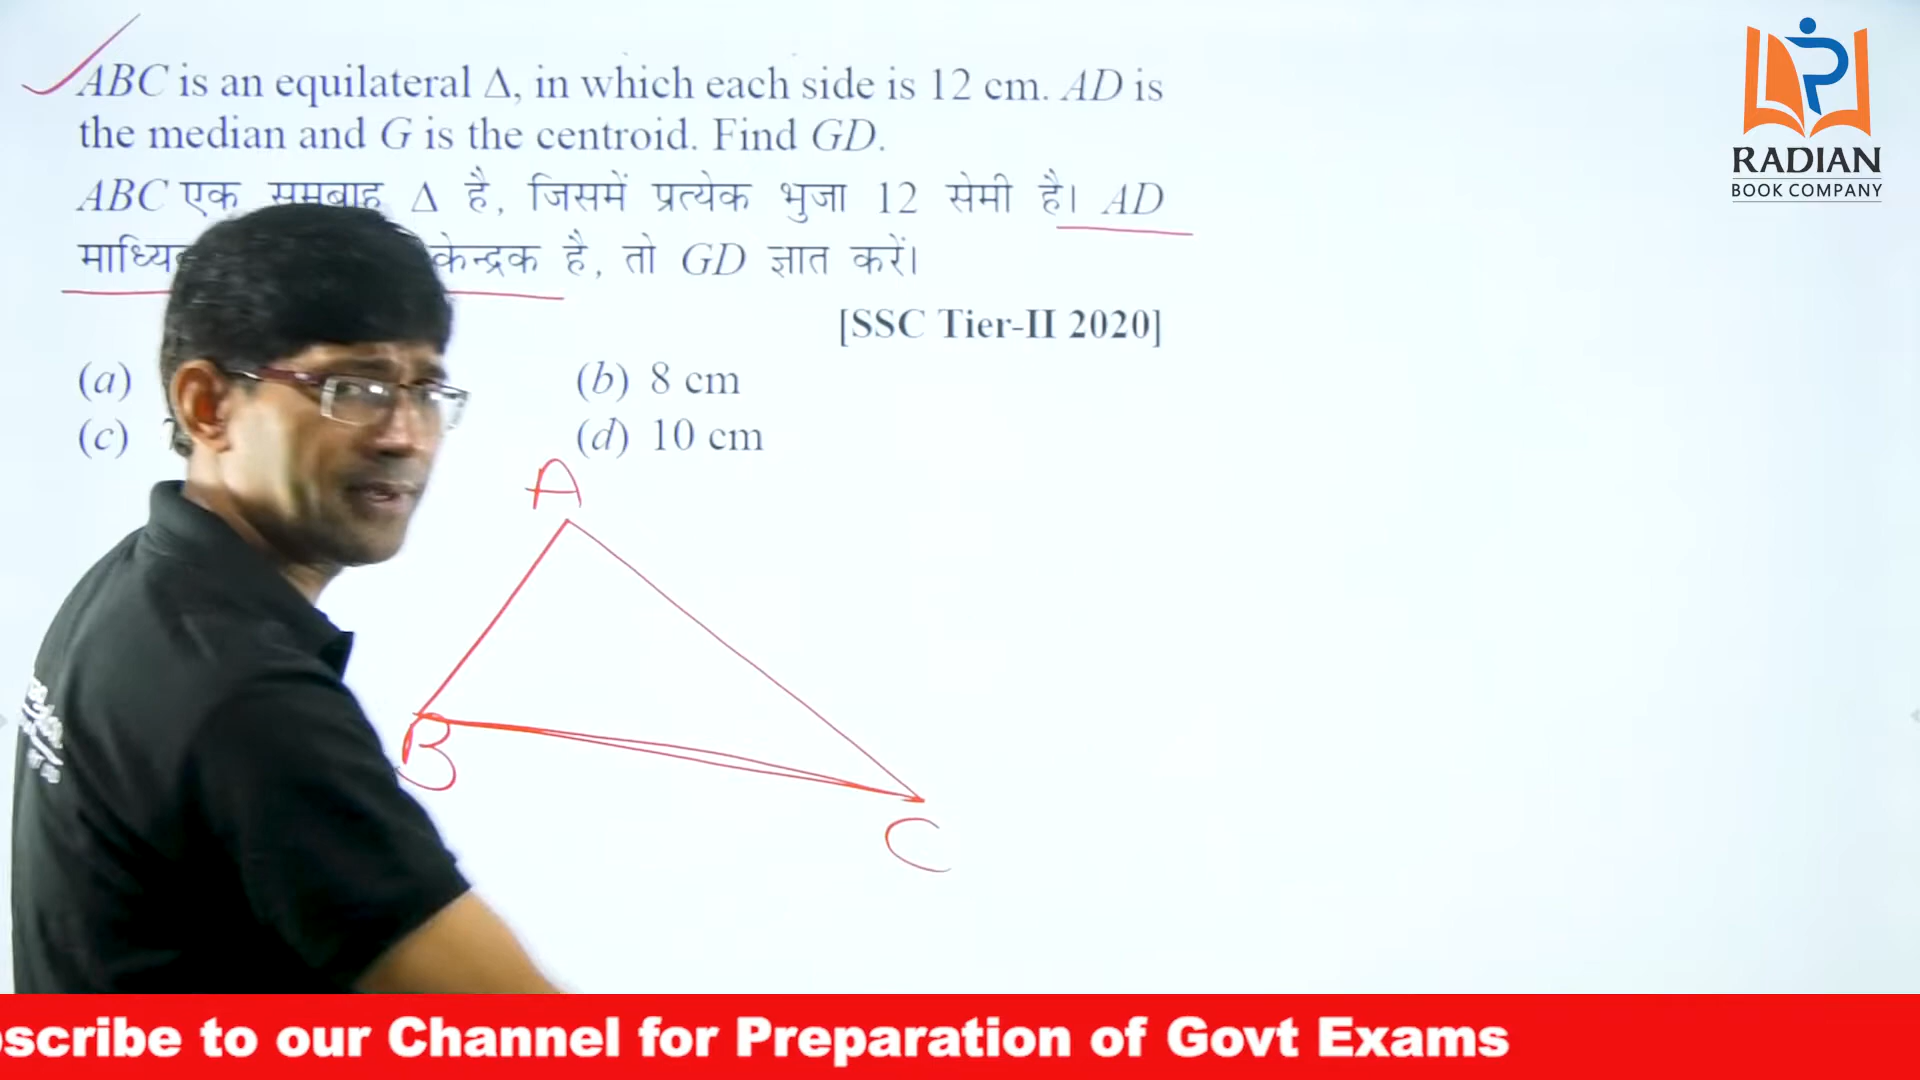 ABC is an equilateral Δ, in which each side is 12 cm. AD is
the median and G is the centroid. Find GD.
ABC एक समबाहु Δ है, जिसमें प्रत्येक भुजा 12 सेमी है। AD
केन्द्रक है, तो GD ज्ञात करें।
[SSC Tier-II 2020]
(a) (b) 8 cm
(c) (d) 10 cm
A
B
C
RADIAN
BOOK COMPANY
to our Channel for Preparation of Govt Exams